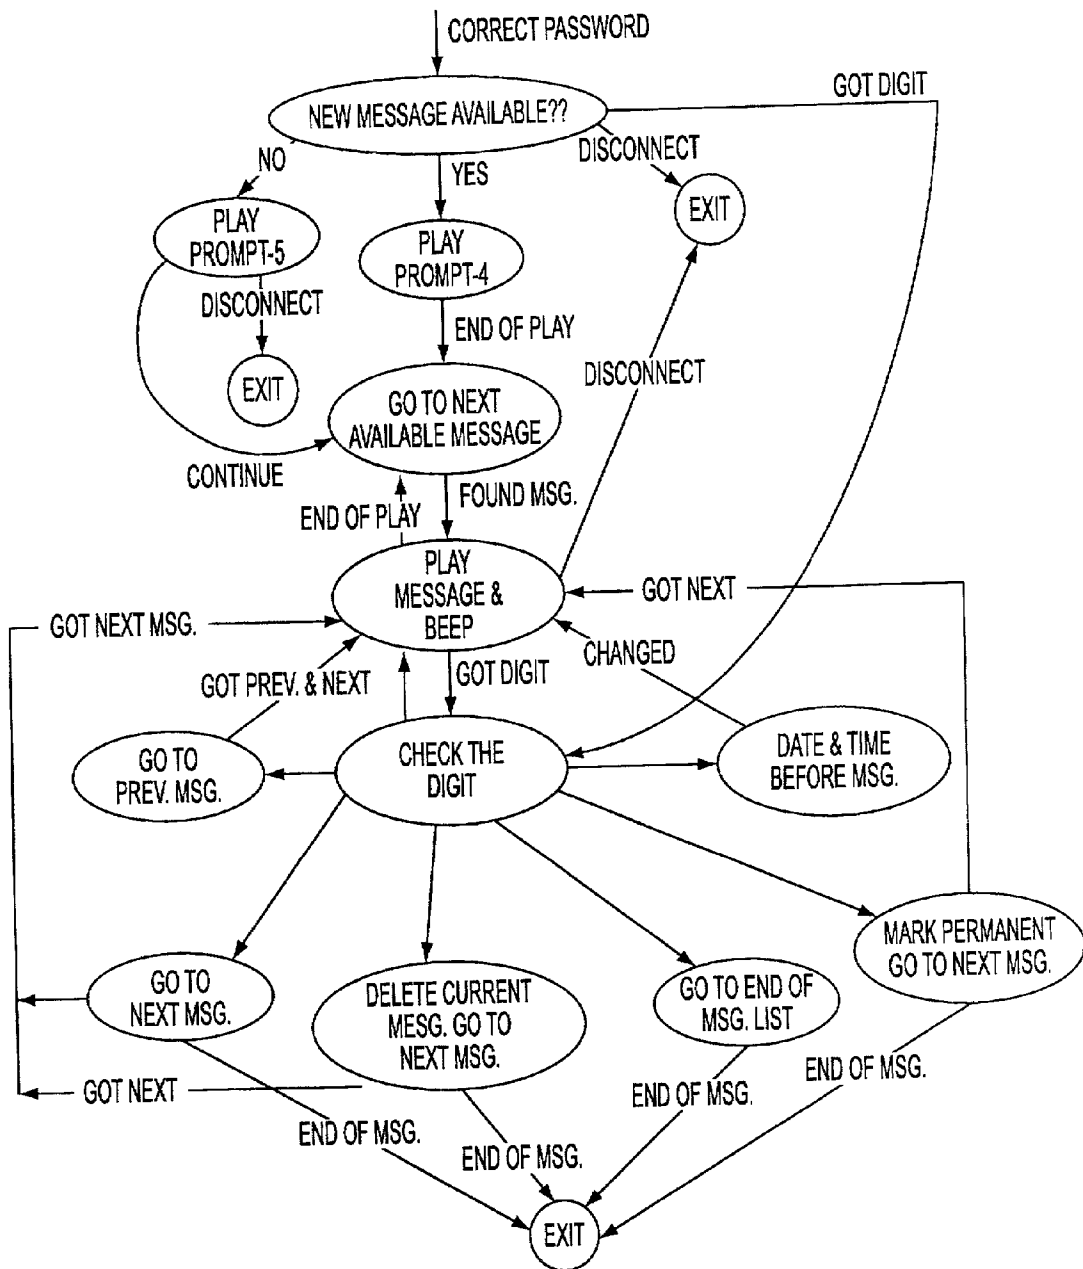 CORRECT PASSWORD
GOT DIGIT
NEW MESSAGE AVAILABLE??
DISCONNECT
NO
YES
EXIT
PLAY
PROMPT-5
PLAY
PROMPT-4
DISCONNECT
END OF PLAY
DISCONNECT
EXIT
GO TO NEXT
AVAILABLE MESSAGE
CONTINUE
FOUND MSG.
END OF PLAY
PLAY
MESSAGE &
BEEP
GOT NEXT
GOT NEXT MSG.
CHANGED
GOT DIGIT
GOT PREV. & NEXT
GO TO
PREV. MSG.
CHECK THE
DIGIT
DATE & TIME
BEFORE MSG.
MARK PERMANENT
GO TO NEXT MSG.
GO TO
NEXT MSG.
DELETE CURRENT
MESG. GO TO
NEXT MSG.
GO TO END OF
MSG. LIST
END OF MSG.
GOT NEXT
END OF MSG.
END OF MSG.
END OF MSG.
EXIT